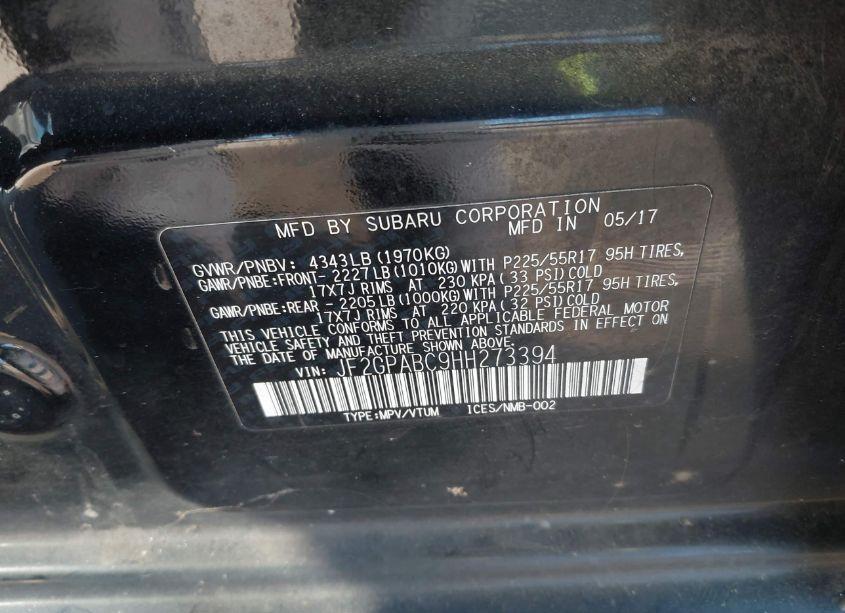 MFD BY SUBARU CORPORATION
MFD IN 05/17
GVWR/PNBV: 4343LB (1970KG)
GAWR/PNBE:FRONT- 2227LB (1010KG) WITH P225/55R17 95H TIRES,
17X7J RIMS AT 230 KPA (33 PSI) COLD
GAWR/PNBE:REAR - 2205LB (1000KG) WITH P225/55R17 95H TIRES,
17X7J RIMS AT 220 KPA (32 PSI) COLD
THIS VEHICLE CONFORMS TO ALL APPLICABLE FEDERAL MOTOR
VEHICLE SAFETY AND THEFT PREVENTION STANDARDS IN EFFECT ON
THE DATE OF MANUFACTURE SHOWN ABOVE.
VIN: JF2GPABC9HH273394
TYPE:MPV/VTUM ICES/NMB-002